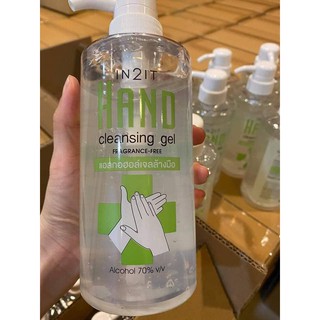 IN2IT
HAND
cleansing gel
FRAGRANCE-FREE
แอลกอฮอล์เจลล้างมือ
Alcohol 70% v/v